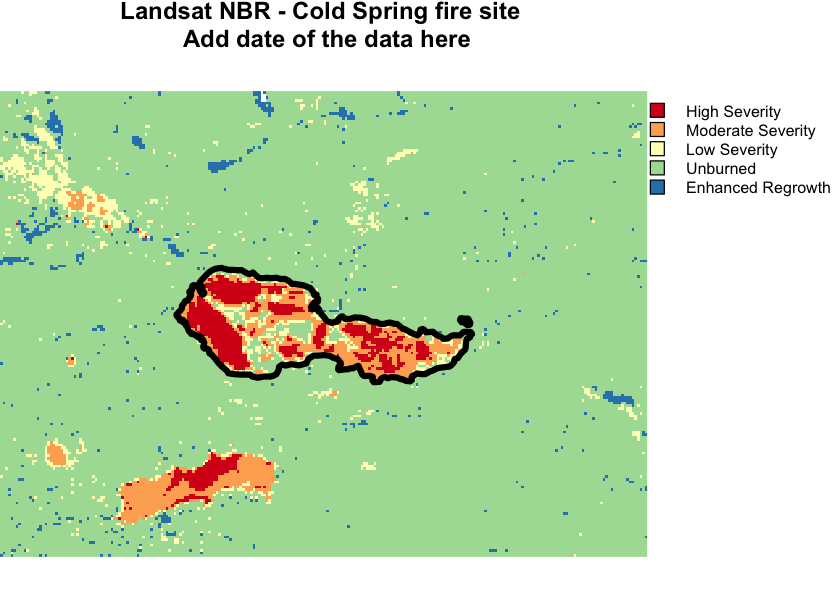 Landsat NBR - Cold Spring fire site
Add date of the data here
High Severity
Moderate Severity
Low Severity
Unburned
Enhanced Regrowth